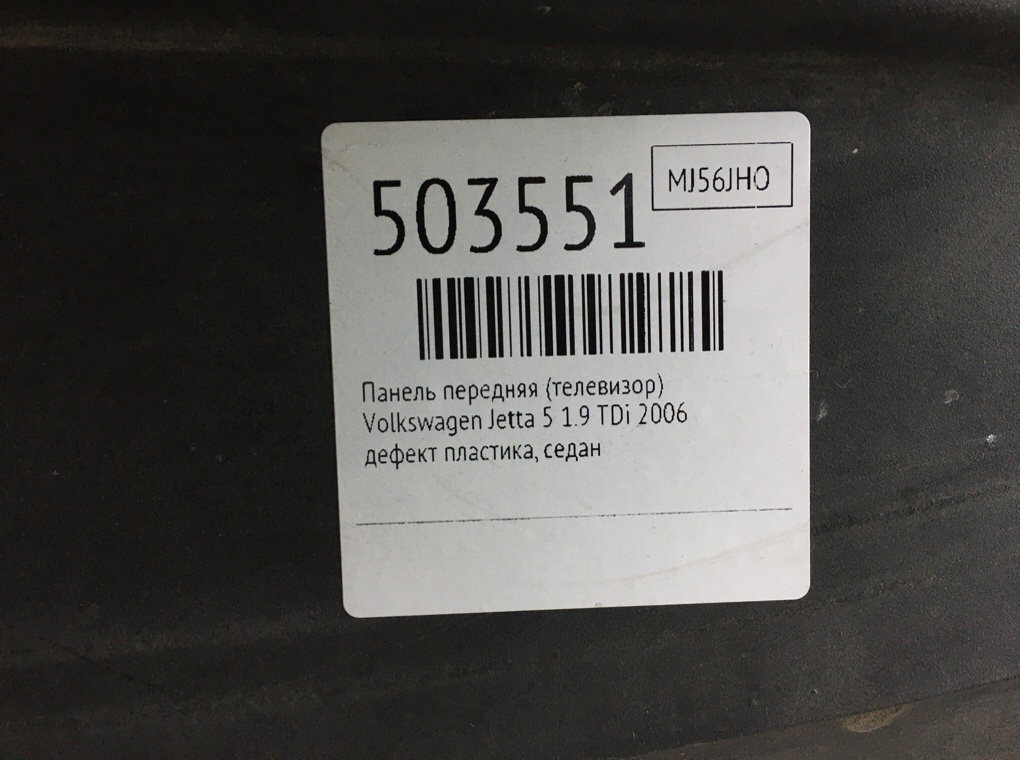 503551
MJ56JHO
Панель передняя (телевизор)
Volkswagen Jetta 5 1.9 TDi 2006
дефект пластика, седан